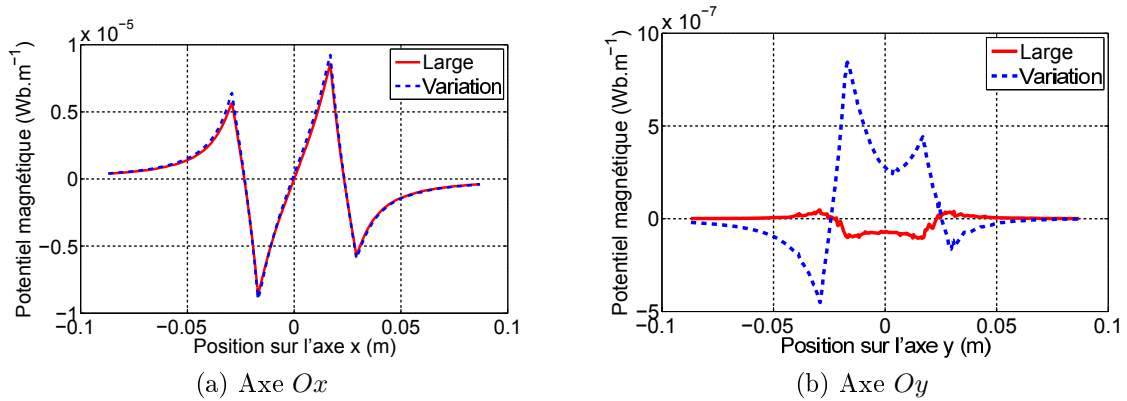 1 x 10−5
Potentiel magnétique (Wb.m−1)
1
0.5
0
−0.5
−1
−0.1
−0.05
0
0.05
0.1
Position sur l'axe x (m)
Large
Variation
(a) Axe Ox
10 x 10−7
Potentiel magnétique (Wb.m−1)
5
0
−5
−0.1
−0.05
0
0.05
0.1
Position sur l'axe y (m)
Large
Variation
(b) Axe Oy